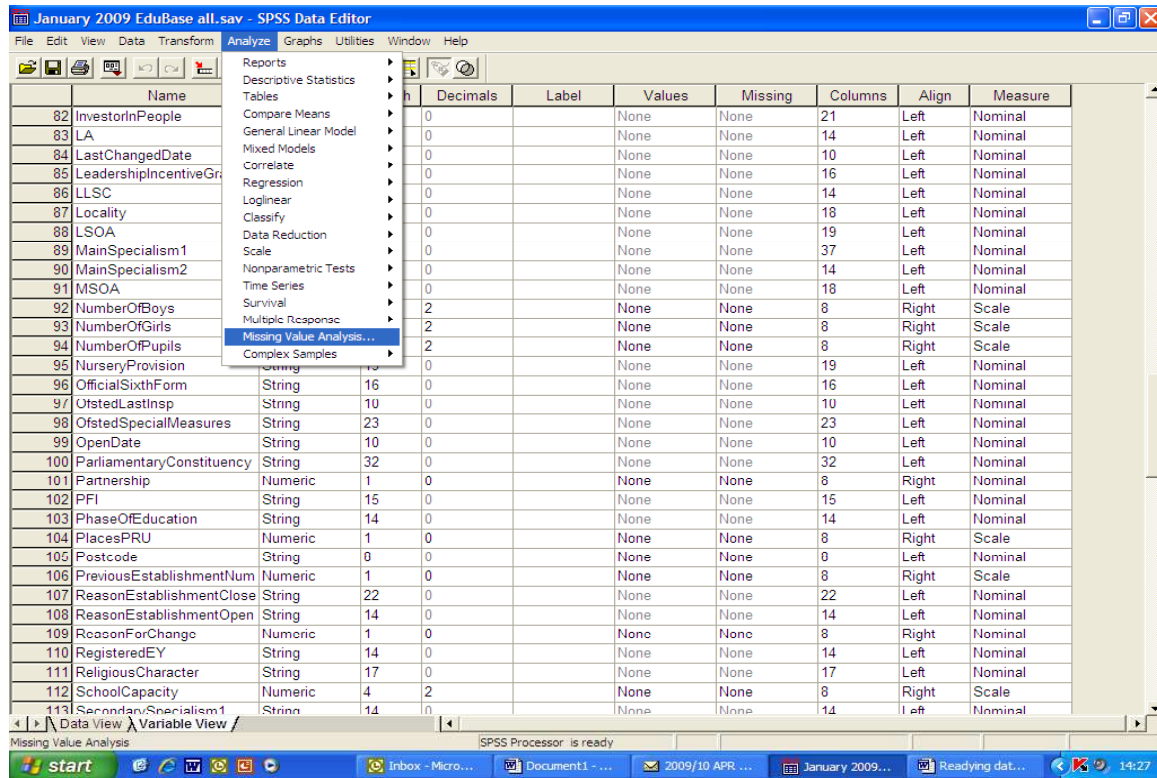 January 2009 EduBase all.sav - SPSS Data Editor
File Edit View Data Transform Analyze Graphs Utilities Window Help
Reports
Descriptive Statistics
Tables
Compare Means
General Linear Model
Mixed Models
Correlate
Regression
Loglinear
Classify
Data Reduction
Scale
Nonparametric Tests
Time Series
Survival
Multiple Response
Missing Value Analysis...
Complex Samples
Name h Decimals Label Values Missing Columns Align Measure
82 InvestorInPeople 0 None None 21 Left Nominal
83 LA 0 None None 14 Left Nominal
84 LastChangedDate 0 None None 10 Left Nominal
85 LeadershipIncentiveGra 0 None None 16 Left Nominal
86 LLSC 0 None None 14 Left Nominal
87 Locality 0 None None 18 Left Nominal
88 LSOA 0 None None 19 Left Nominal
89 MainSpecialism1 0 None None 37 Left Nominal
90 MainSpecialism2 0 None None 14 Left Nominal
91 MSOA 0 None None 18 Left Nominal
92 NumberOfBoys 2 None None 8 Right Scale
93 NumberOfGirls 2 None None 8 Right Scale
94 NumberOfPupils 2 None None 8 Right Scale
95 NurseryProvision String 19 0 None None 19 Left Nominal
96 OfficialSixthForm String 16 0 None None 16 Left Nominal
97 OfstedLastInsp String 10 0 None None 10 Left Nominal
98 OfstedSpecialMeasures String 23 0 None None 23 Left Nominal
99 OpenDate String 10 0 None None 10 Left Nominal
100 ParliamentaryConstituency String 32 0 None None 32 Left Nominal
101 Partnership Numeric 1 0 None None 8 Right Nominal
102 PFI String 15 0 None None 15 Left Nominal
103 PhaseOfEducation String 14 0 None None 14 Left Nominal
104 PlacesPRU Numeric 1 0 None None 8 Right Scale
105 Postcode String 8 0 None None 8 Left Nominal
106 PreviousEstablishmentNum Numeric 1 0 None None 8 Right Scale
107 ReasonEstablishmentClose String 22 0 None None 22 Left Nominal
108 ReasonEstablishmentOpen String 14 0 None None 14 Left Nominal
109 ReasonForChange Numeric 1 0 None None 8 Right Nominal
110 RegisteredEY String 14 0 None None 14 Left Nominal
111 ReligiousCharacter String 17 0 None None 17 Left Nominal
112 SchoolCapacity Numeric 4 2 None None 8 Right Scale
113 SecondarySpecialism1 String 14 0 None None 14 Left Nominal
Data View Variable View
Missing Value Analysis SPSS Processor is ready
start Inbox - Micro... Document1 - ... 2009/10 APR ... January 2009... Readying dat... 14:27